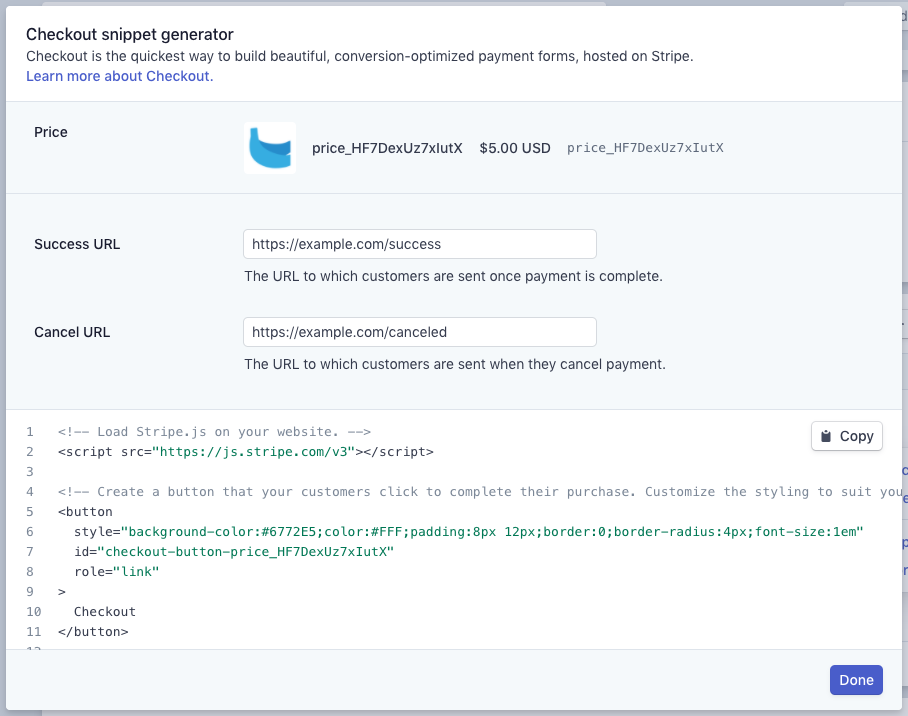 Checkout snippet generator
Checkout is the quickest way to build beautiful, conversion-optimized payment forms, hosted on Stripe.
Learn more about Checkout.
Price
price_HF7DexUz7xIutX $5.00 USD price_HF7DexUz7xIutX
Success URL
https://example.com/success
The URL to which customers are sent once payment is complete.
Cancel URL
https://example.com/canceled
The URL to which customers are sent when they cancel payment.
Copy
1 <!-- Load Stripe.js on your website. -->
2 <script src="https://js.stripe.com/v3"></script>
3
4 <!-- Create a button that your customers click to complete their purchase. Customize the styling to suit you
5 <button
6 style="background-color:#6772E5;color:#FFF;padding:8px 12px;border:0;border-radius:4px;font-size:1em"
7 id="checkout-button-price_HF7DexUz7xIutX"
8 role="link"
9 >
10 Checkout
11 </button>
Done